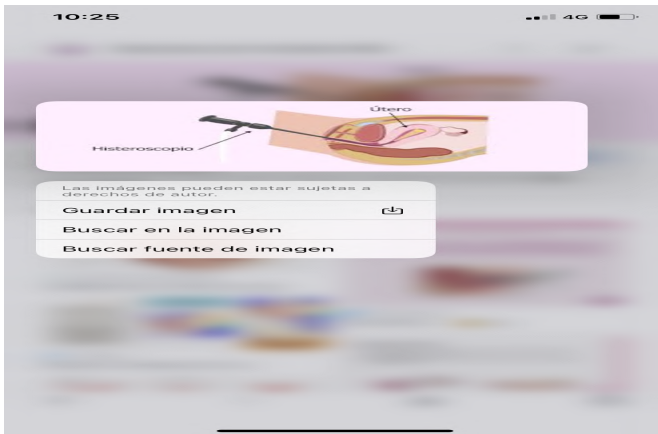 10:25
4G
Útero
Histeroscopio
Las imágenes pueden estar sujetas a
derechos de autor.
Guardar imagen
Buscar en la imagen
Buscar fuente de imagen